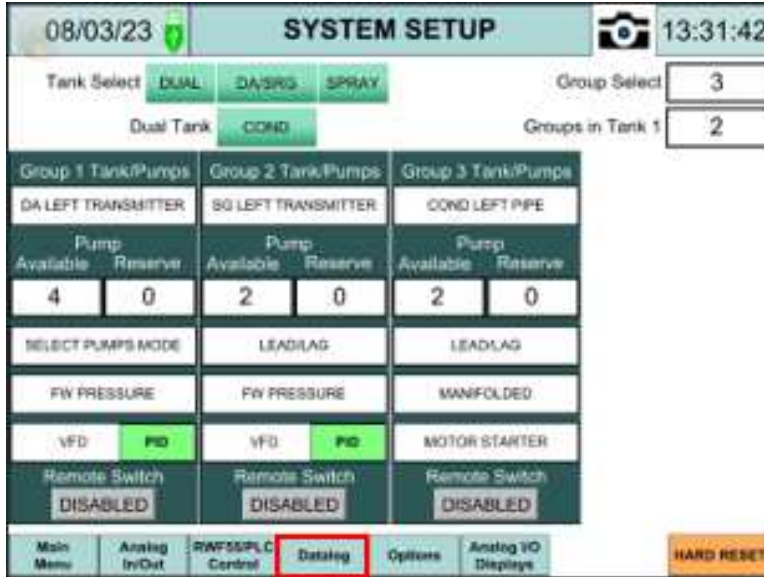 08/03/23 SYSTEM SETUP 13:31:42
Tank Select DUAL DA/SRG SPRAY Group Select 3
Dual Tank COND Groups in Tank 1 2
Group 1 Tank/Pumps Group 2 Tank/Pumps Group 3 Tank/Pumps
DA LEFT TRANSMITTER SG LEFT TRANSMITTER COND LEFT PIPE
Pump Pump Pump
Available Reserve Available Reserve Available Reserve
4 0 2 0 2 0
SELECT PUMPS MODE LEAD/LAG LEAD/LAG
FW PRESSURE FW PRESSURE MANIFOLDED
VFD PID VFD PID MOTOR STARTER
Remote Switch Remote Switch Remote Switch
DISABLED DISABLED DISABLED
Main Analog RWF55/PLC Datalog Options Analog I/O HARD RESET
Menu In/Out Control Displays